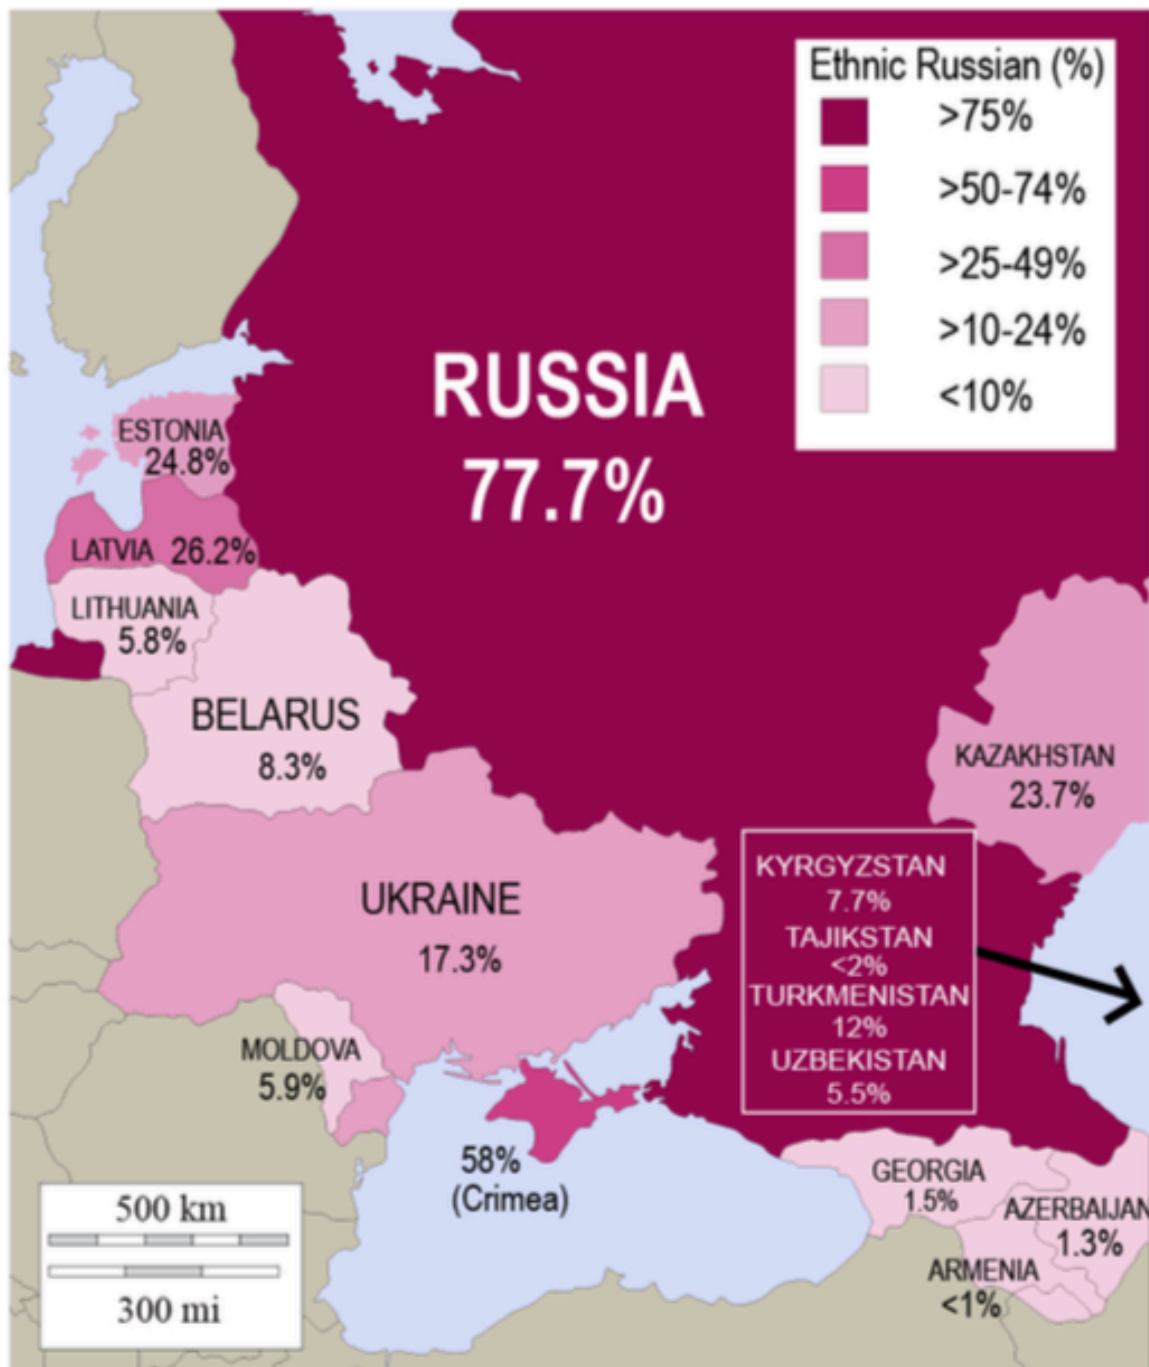 Ethnic Russian (%)
>75%
>50-74%
>25-49%
>10-24%
<10%
RUSSIA
77.7%
ESTONIA
24.8%
LATVIA 26.2%
LITHUANIA
5.8%
BELARUS
8.3%
KAZAKHSTAN
23.7%
UKRAINE
17.3%
KYRGYZSTAN
7.7%
TAJIKSTAN
<2%
TURKMENISTAN
12%
UZBEKISTAN
5.5%
MOLDOVA
5.9%
58%
(Crimea)
GEORGIA
1.5%
AZERBAIJAN
1.3%
ARMENIA
<1%
500 km
300 mi